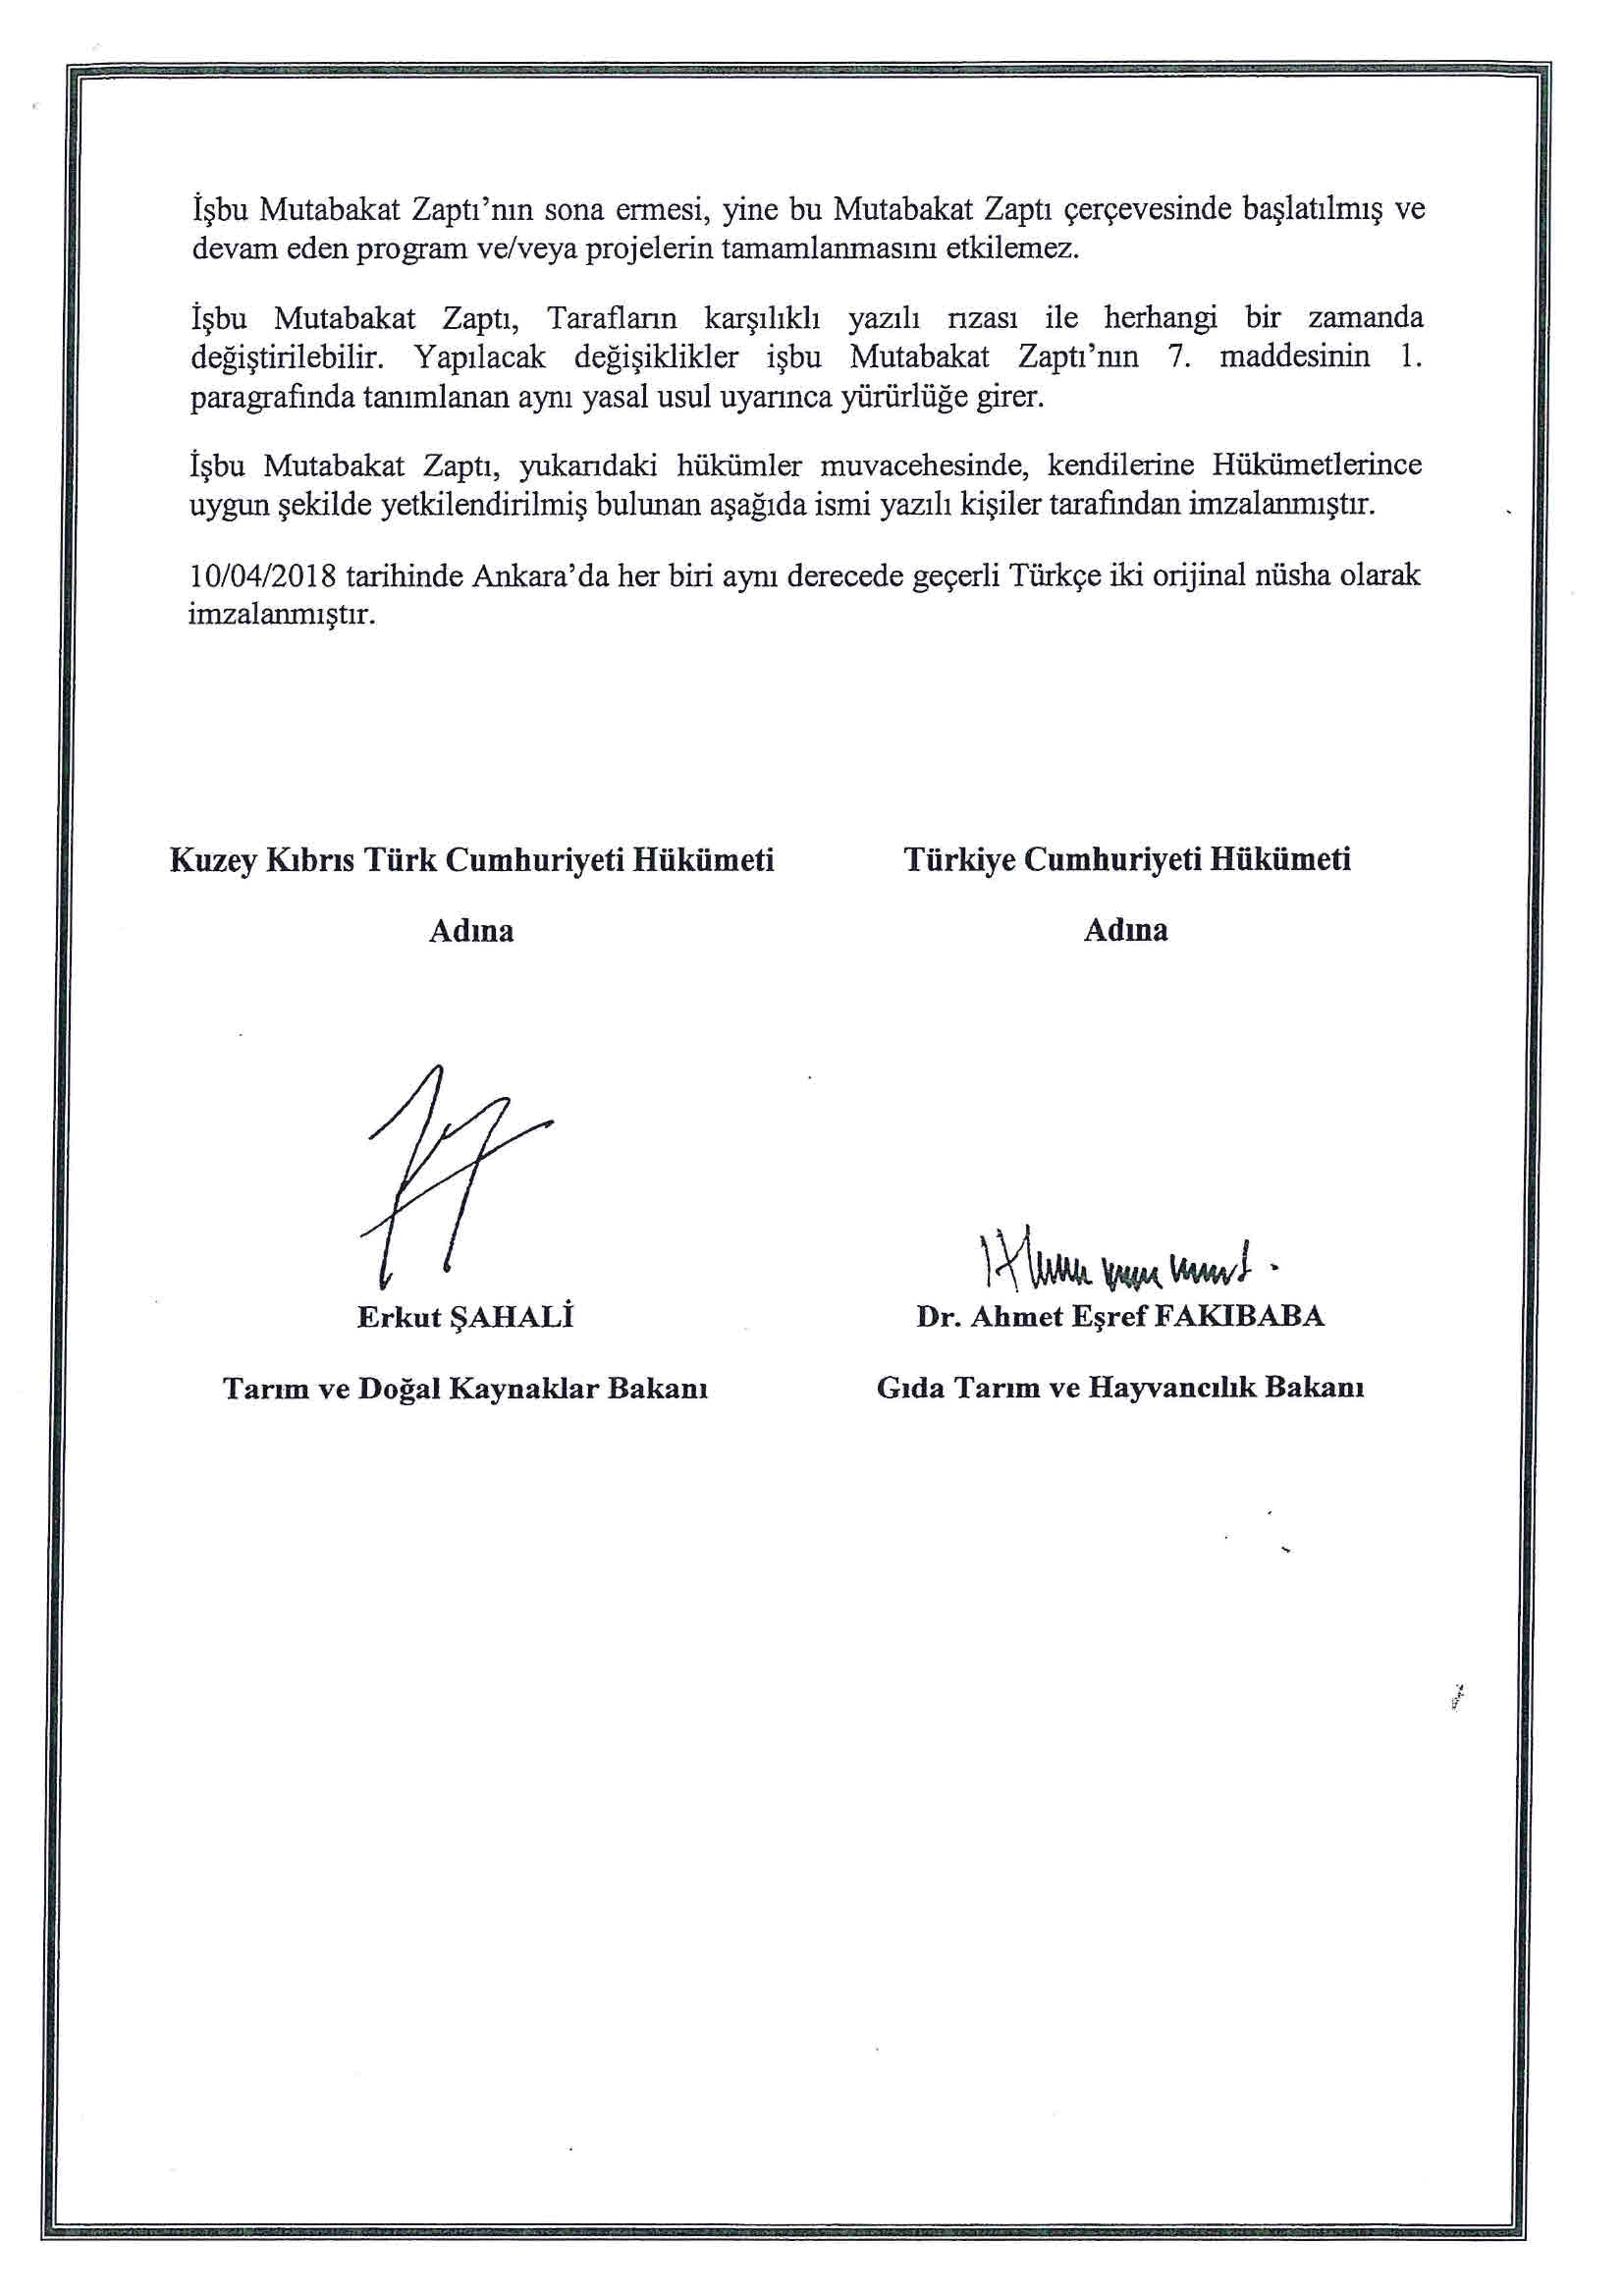 İşbu Mutabakat Zaptı’nın sona ermesi, yine bu Mutabakat Zaptı çerçevesinde başlatılmış ve
devam eden program ve/veya projelerin tamamlanmasını etkilemez.
İşbu Mutabakat Zaptı, Tarafların karşılıklı yazılı rızası ile herhangi bir zamanda
değiştirilebilir. Yapılacak değişiklikler işbu Mutabakat Zaptı’nın 7. maddesinin 1.
paragrafında tanımlanan aynı yasal usul uyarınca yürürlüğe girer.
İşbu Mutabakat Zaptı, yukarıdaki hükümler muvacehesinde, kendilerine Hükümetlerince
uygun şekilde yetkilendirilmiş bulunan aşağıda ismi yazılı kişiler tarafından imzalanmıştır.
10/04/2018 tarihinde Ankara’da her biri aynı derecede geçerli Türkçe iki orijinal nüsha olarak
imzalanmıştır.
Kuzey Kıbrıs Türk Cumhuriyeti Hükümeti
Adına
Erkut ŞAHALİ
Tarım ve Doğal Kaynaklar Bakanı
Türkiye Cumhuriyeti Hükümeti
Adına
Dr. Ahmet Eşref FAKIBABA
Gıda Tarım ve Hayvancılık Bakanı